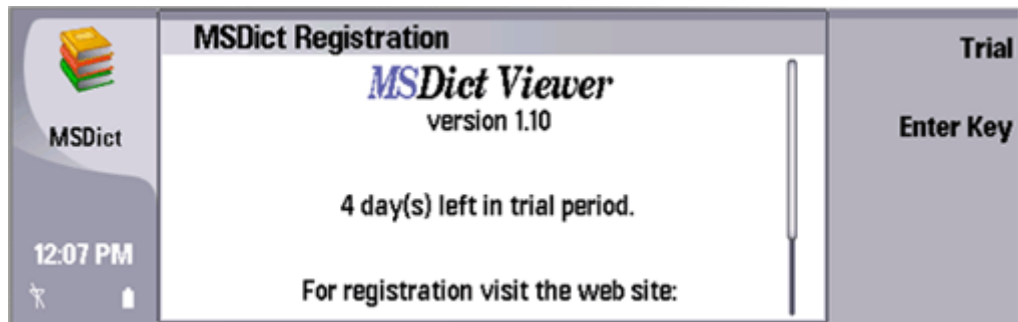 MSDict Registration
MSDict Viewer
version 1.10
4 day(s) left in trial period.
For registration visit the web site:
MSDict
12:07 PM
Trial
Enter Key